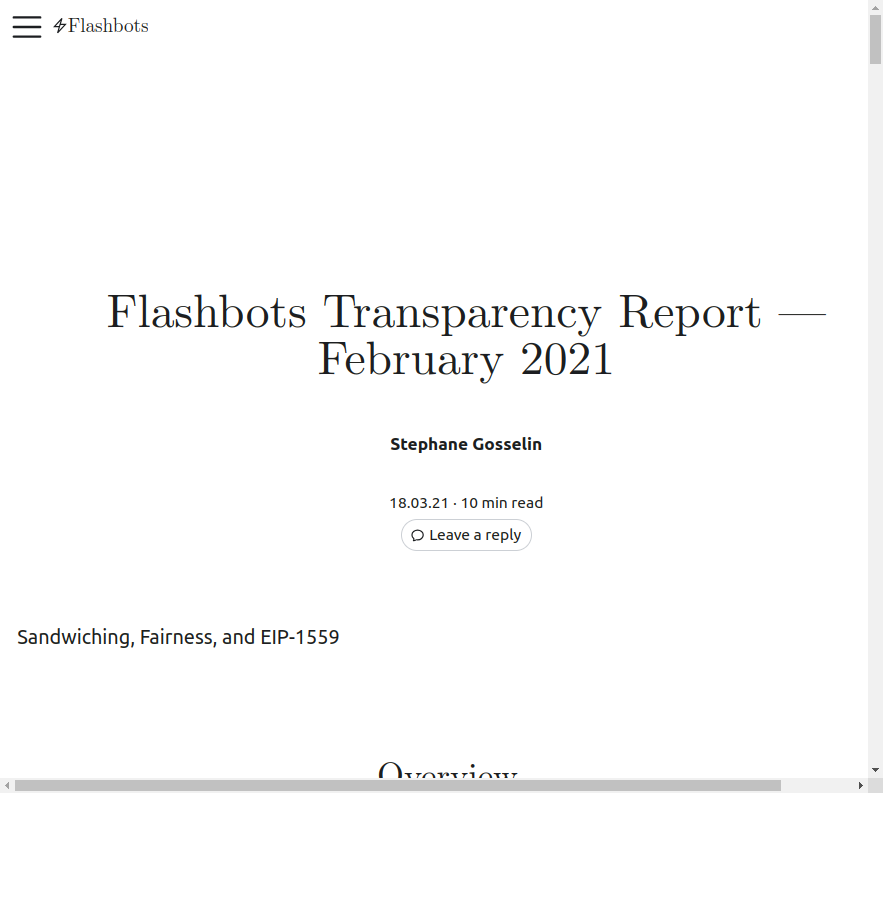 Flashbots
Flashbots Transparency Report —
February 2021
Stephane Gosselin
18.03.21 · 10 min read
Leave a reply
Sandwiching, Fairness, and EIP-1559
Overview